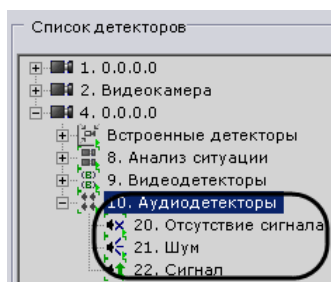 Список детекторов
1. 0.0.0.0
2. Видеокамера
4. 0.0.0.0
Встроенные детекторы
8. Анализ ситуации
9. Видеодетекторы
10. Аудиодетекторы
20. Отсутствие сигнала
21. Шум
22. Сигнал